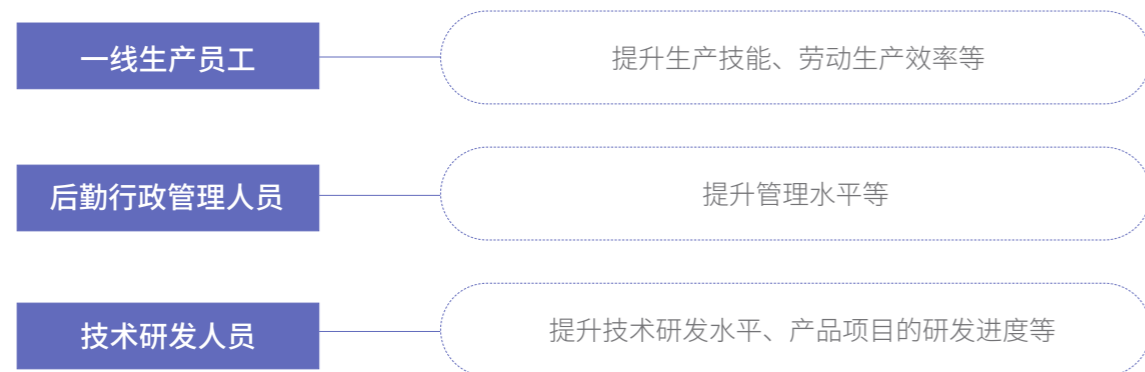 一线生产员工
提升生产技能、劳动生产效率等
后勤行政管理人员
提升管理水平等
技术研发人员
提升技术研发水平、产品项目的研发进度等